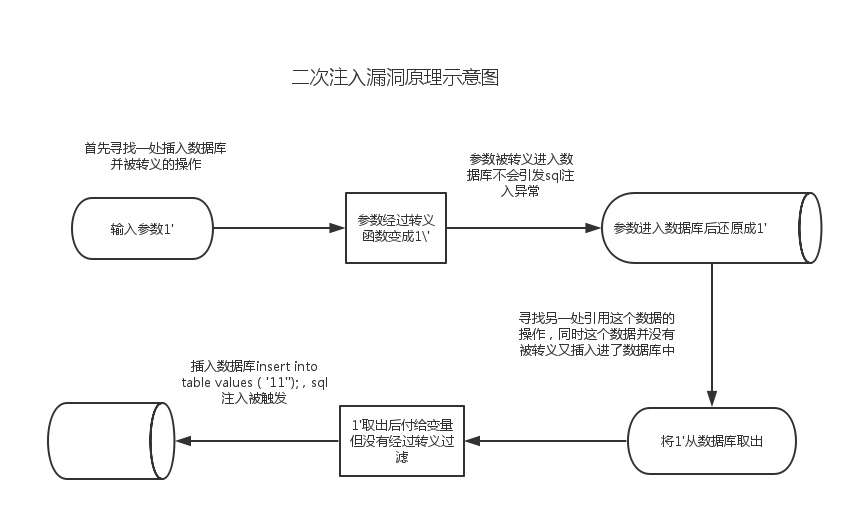 二次注入漏洞原理示意图
首先寻找一处插入数据库
并被转义的操作
输入参数1'
参数经过转义
函数变成1\'
参数被转义进入数
据库不会引发sql注
入异常
参数进入数据库后还原成1'
寻找另一处引用这个数据的
操作，同时这个数据并没有
被转义又插入进了数据库中
将1'从数据库取出
1'取出后付给变量
但没有经过转义过
滤
插入数据库insert into
table values（'11'');，sql
注入被触发